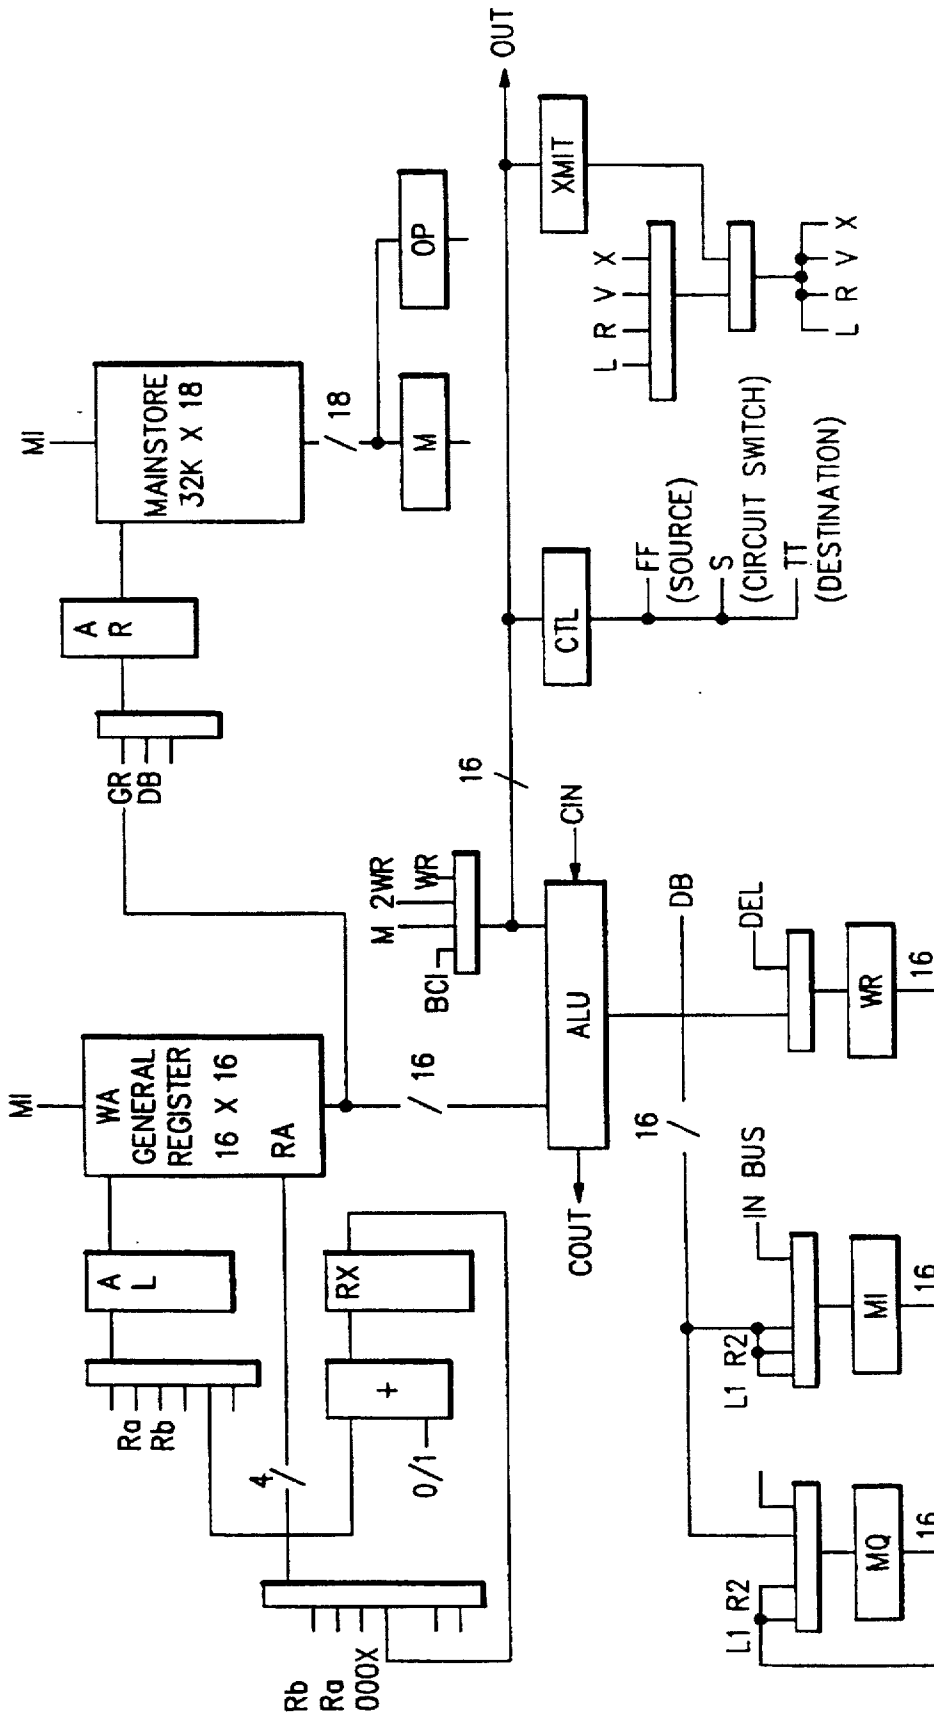 MI
WA
GENERAL
REGISTER
16 X 16
RA
A
L
Ra
Rb
RX
+
0/1
4
Rb
Ra
000X
GR
DB
A
R
MI
MAINSTORE
32K X 18
18
M
OP
16
BCI
M
2WR
WR
16
CIN
ALU
COUT
OUT
XMIT
L R V X
L R V X
CTL
FF
(SOURCE)
S
(CIRCUIT SWITCH)
TT
(DESTINATION)
DB
16
DEL
WR
16
IN BUS
L1 R2
MI
16
L1 R2
MQ
16